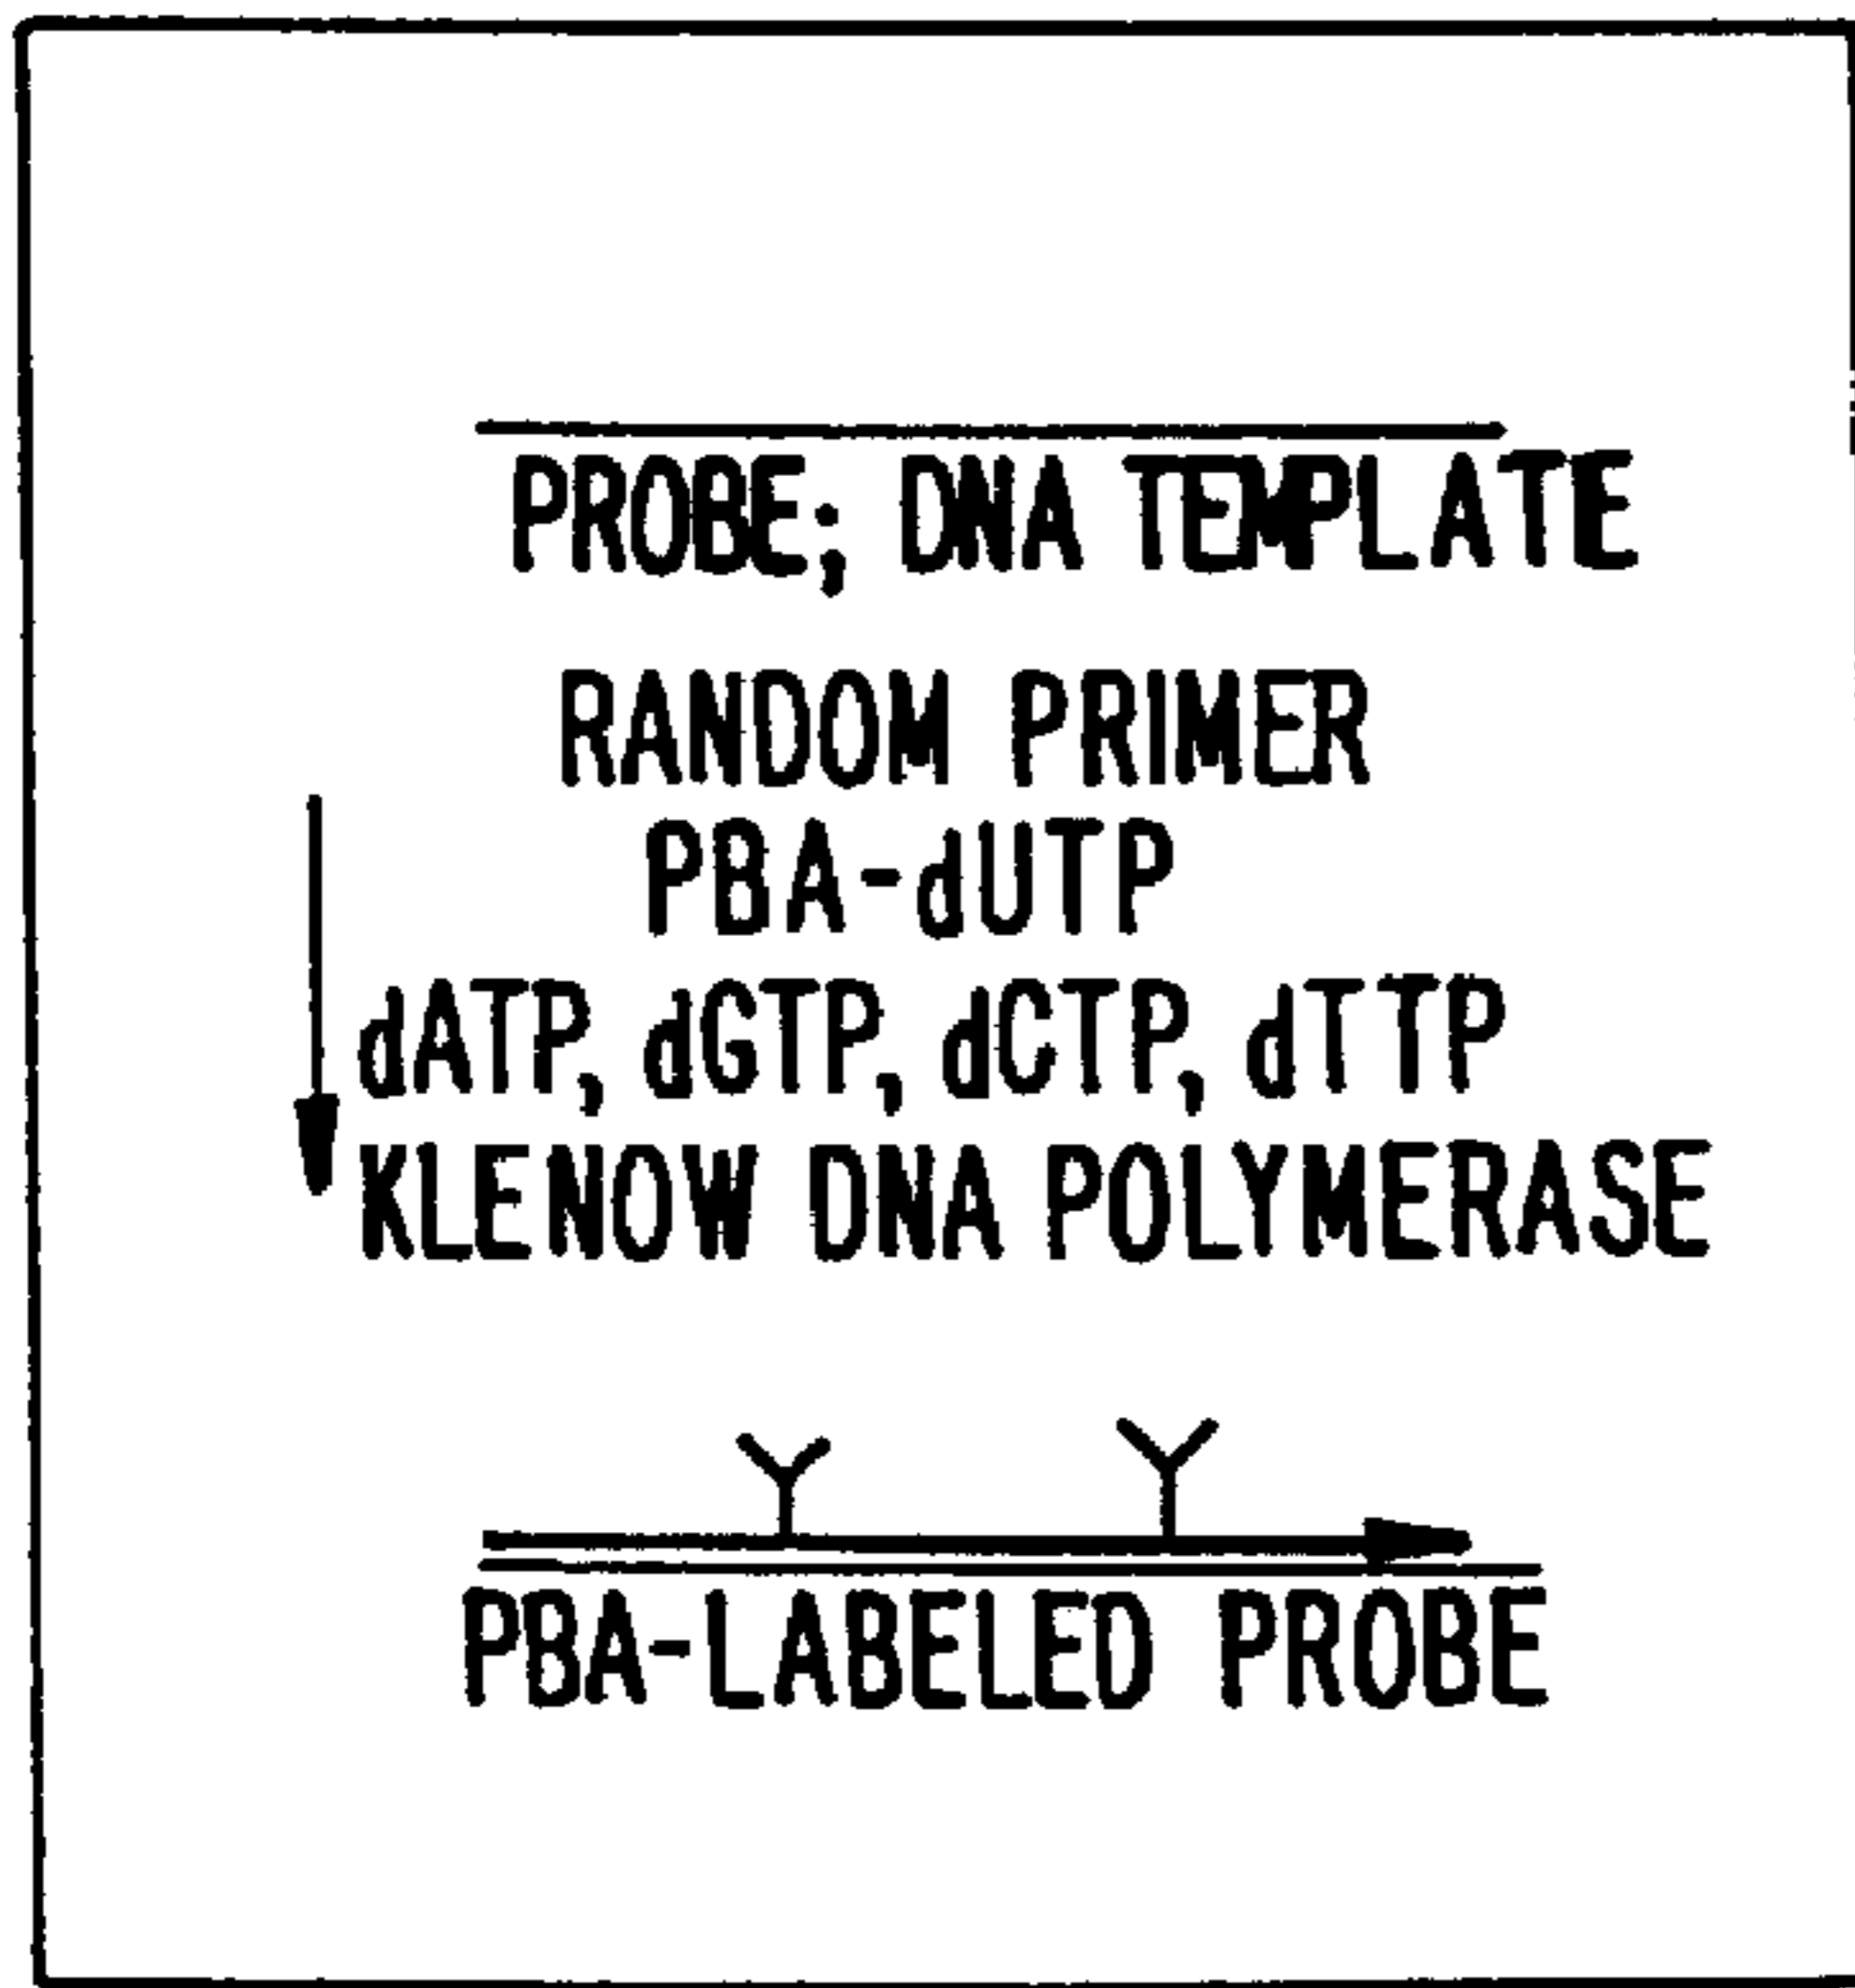 PROBE; DNA TEMPLATE
RANDOM PRIMER
PBA-dUTP
dATP, dGTP, dCTP, dTTP
KLENOW DNA POLYMERASE
PBA-LABELED PROBE